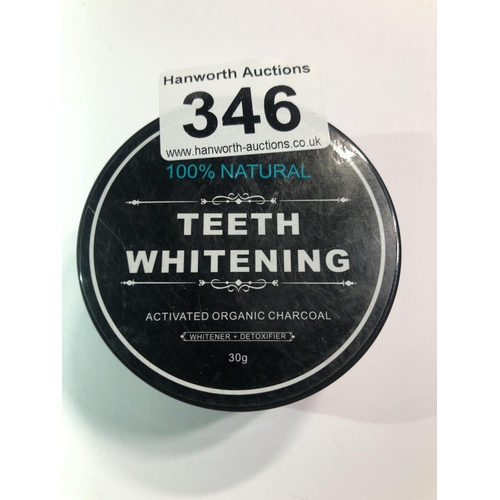 Hanworth Auctions
346
www.hanworth-auctions.co.uk
100% NATURAL
TEETH
WHITENING
ACTIVATED ORGANIC CHARCOAL
WHITENER + DETOXIFIER
30g